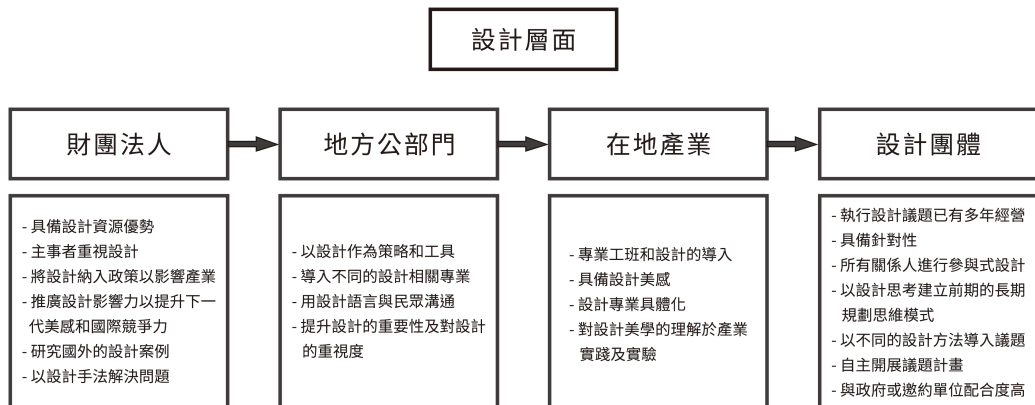 設計層面
財團法人
地方公部門
在地產業
設計團體
- 具備設計資源優勢
- 主事者重視設計
- 將設計納入政策以影響產業
- 推廣設計影響力以提升下一
代美感和國際競爭力
- 研究國外的設計案例
- 以設計手法解決問題
- 以設計作為策略和工具
- 導入不同的設計相關專業
- 用設計語言與民眾溝通
- 提升設計的重要性及對設計
的重視度
- 專業工班和設計的導入
- 具備設計美感
- 設計專業具體化
- 對設計美學的理解於產業
實踐及實驗
- 執行設計議題已有多年經營
- 具備針對性
- 所有關係人進行參與式設計
- 以設計思考建立前期的長期
規劃思維模式
- 以不同的設計方法導入議題
- 自主開展議題計畫
- 與政府或邀約單位配合度高